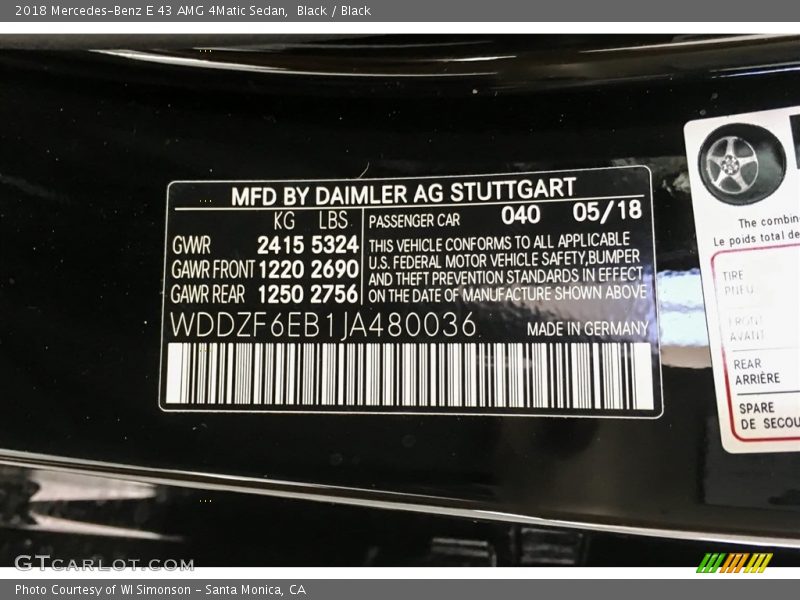 2018 Mercedes-Benz E 43 AMG 4Matic Sedan, Black / Black
MFD BY DAIMLER AG STUTTGART
KG LBS
GVWR 2415 5324
GAWR FRONT 1220 2690
GAWR REAR 1250 2756
PASSENGER CAR 040 05/18
THIS VEHICLE CONFORMS TO ALL APPLICABLE
U.S. FEDERAL MOTOR VEHICLE SAFETY,BUMPER
AND THEFT PREVENTION STANDARDS IN EFFECT
ON THE DATE OF MANUFACTURE SHOWN ABOVE
WDDZF6EB1JA480036 MADE IN GERMANY
The combin
Le poids total de
TIRE
PNEU
FRONT
AVANT
REAR
ARRIÈRE
SPARE
DE SECOU
GTCARLOT.COM
Photo Courtesy of WI Simonson - Santa Monica, CA